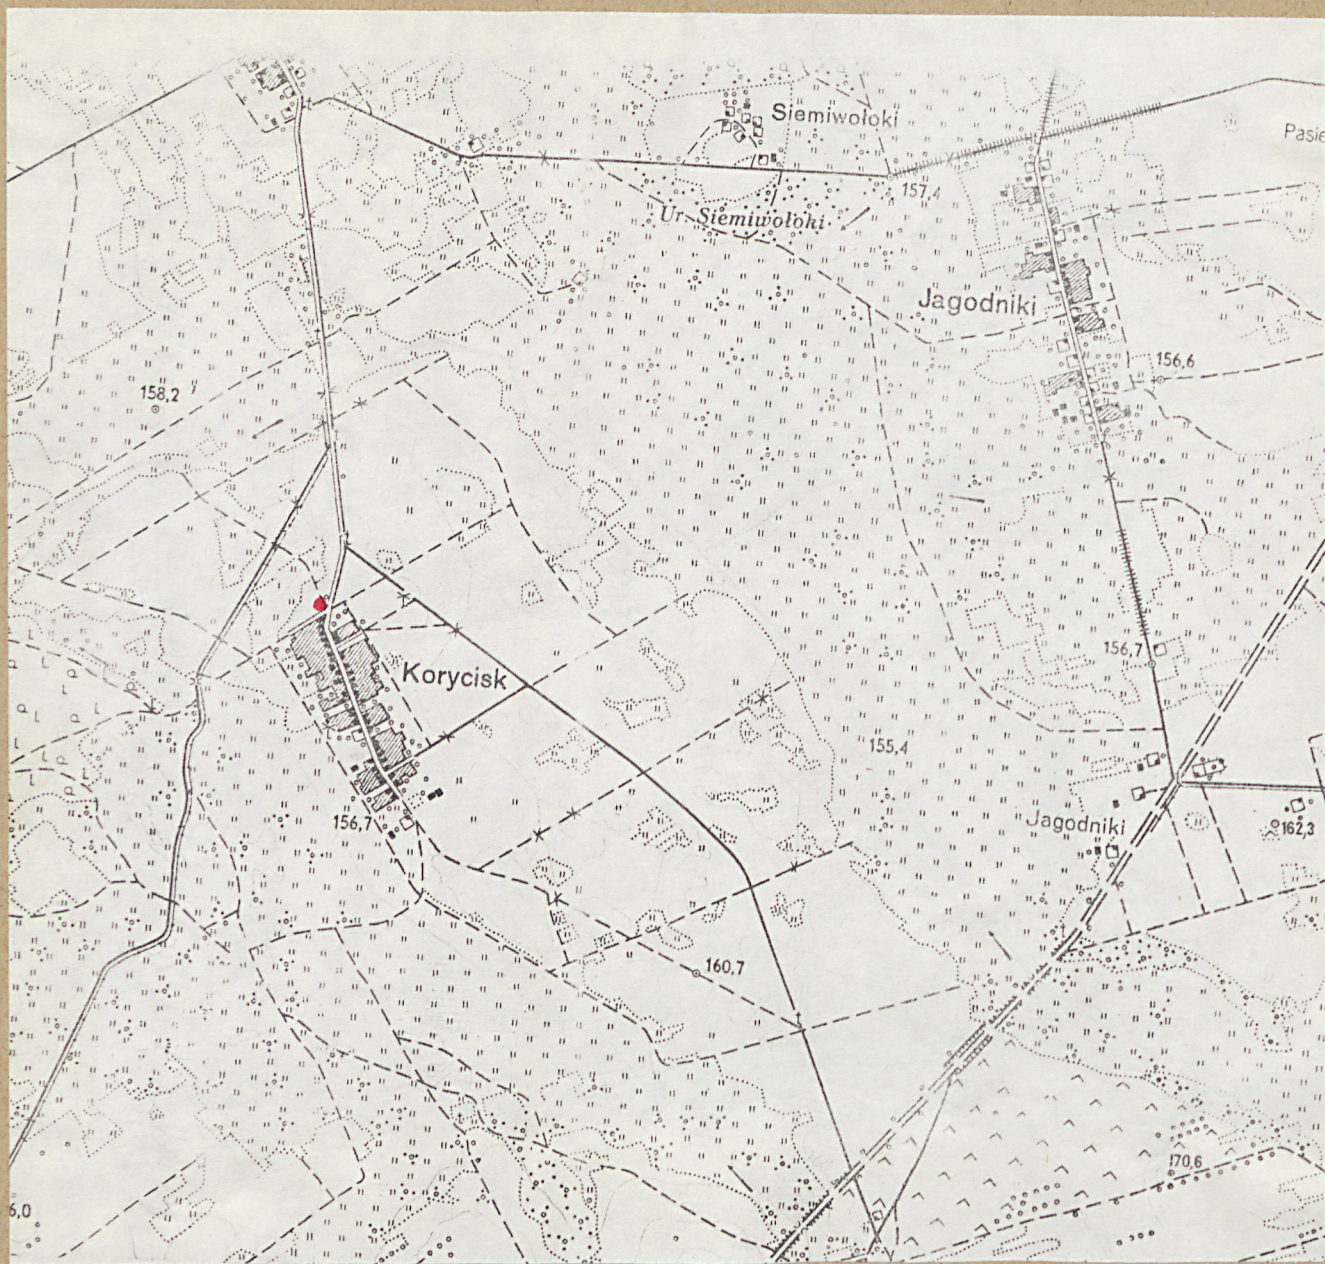 Siemiwołoki
Pasie
157,4
Ur. Siemiwołoki
Jagodniki
156,6
158,2
156,7
Korycisk
155,4
156,7
Jagodniki
162,3
160,7
170,6
6,0